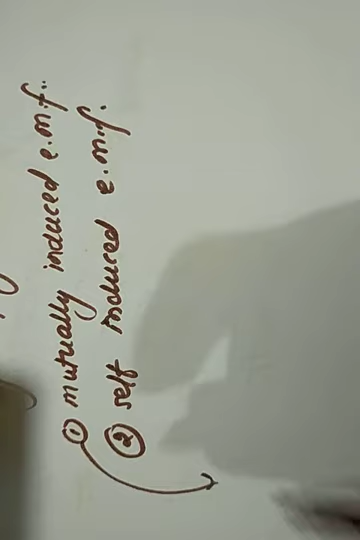 ① mutually induced e.m.f.
② self induced e.m.f.